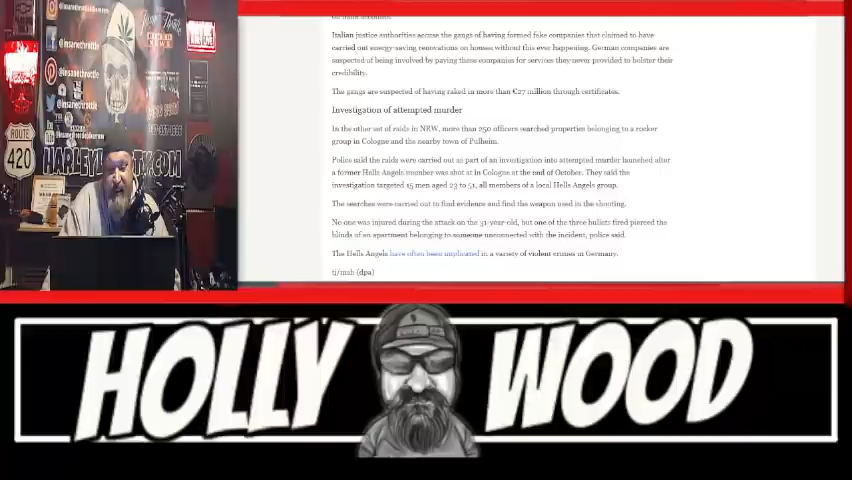 @insanethrottle
@insanethrottle
@insanethrottle
ROUTE
420
HARLEY
.COM
Italian justice authorities accuse the gangs of having formed fake companies that claimed to have
carried out energy-saving renovations on houses without this ever happening. German companies are
suspected of being involved by paying these companies for services they never provided to bolster their
credibility.
The gangs are suspected of having raked in more than €27 million through certificates.
Investigation of attempted murder
In the other set of raids in NRW, more than 250 officers searched properties belonging to a rocker
group in Cologne and the nearby town of Pulheim.
Police said the raids were carried out as part of an investigation into attempted murder launched after
a former Hells Angels member was shot at in Cologne at the end of October. They said the
investigation targeted 15 men aged 23 to 51, all members of a local Hells Angels group.
The searches were carried out to find evidence and find the weapon used in the shooting.
No one was injured during the attack on the 31-year-old, but one of the three bullets fired pierced the
blinds of an apartment belonging to someone unconnected with the incident, police said.
The Hells Angels have often been implicated in a variety of violent crimes in Germany.
tj/msh (dpa)
HOLLY WOOD